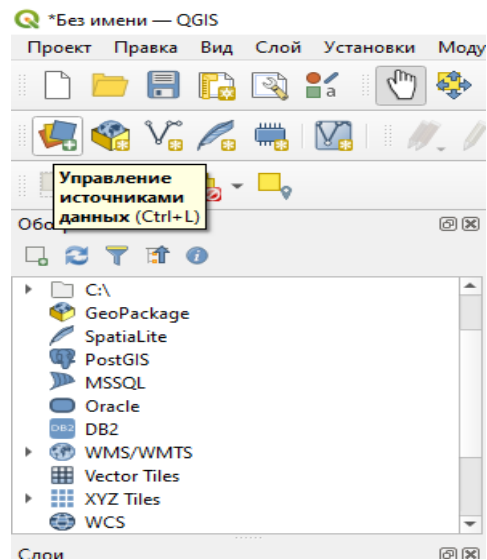 *Без имени — QGIS
Проект Правка Вид Слой Установки Моду
a
Управление
источниками
данных (Ctrl+L)
Обо
C:\
GeoPackage
SpatiaLite
PostGIS
MSSQL
Oracle
DB2 DB2
WMS/WMTS
Vector Tiles
XYZ Tiles
WCS
Слои